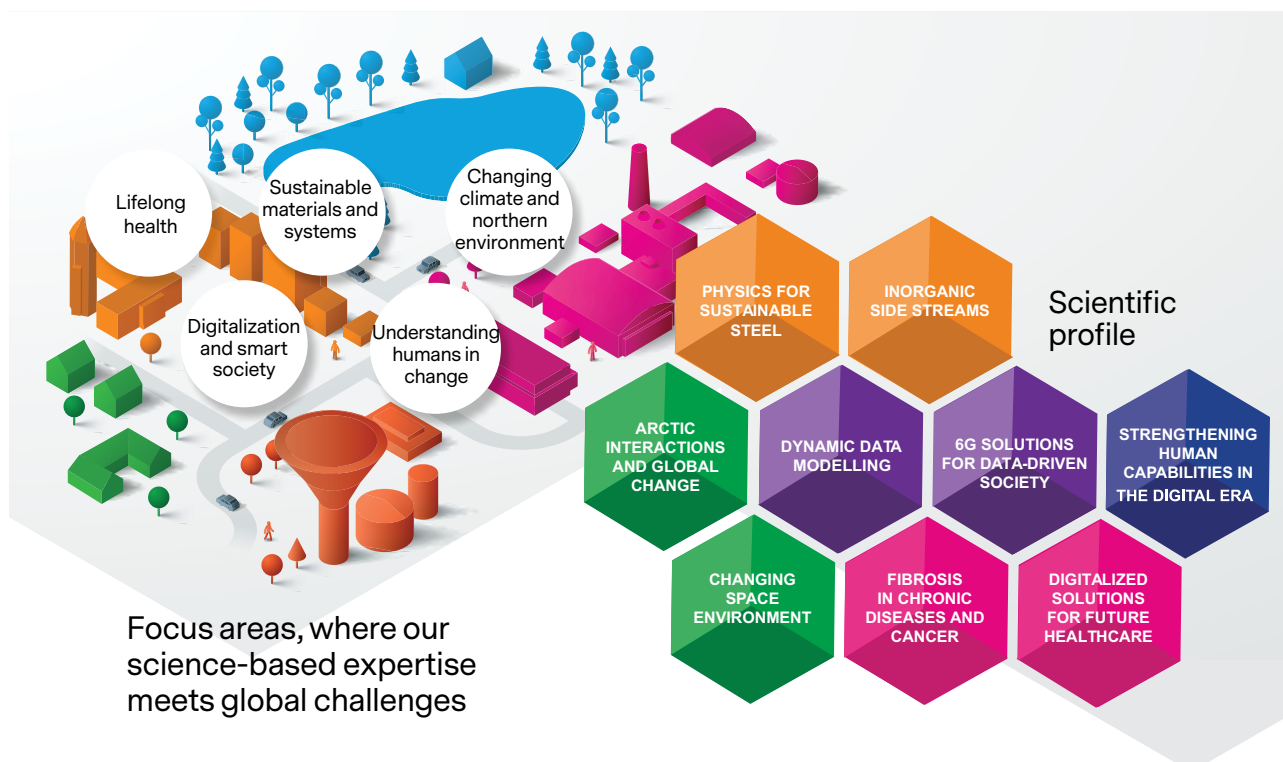 Lifelong
health
Sustainable
materials and
systems
Changing
climate and
northern
environment
Digitalization
and smart
society
Understanding
humans in
change
Focus areas, where our
science-based expertise
meets global challenges
Scientific
profile
PHYSICS FOR
SUSTAINABLE
STEEL
INORGANIC
SIDE STREAMS
ARCTIC
INTERACTIONS
AND GLOBAL
CHANGE
DYNAMIC DATA
MODELLING
6G SOLUTIONS
FOR DATA-DRIVEN
SOCIETY
STRENGTHENING
HUMAN
CAPABILITIES IN
THE DIGITAL ERA
CHANGING
SPACE
ENVIRONMENT
FIBROSIS
IN CHRONIC
DISEASES AND
CANCER
DIGITALIZED
SOLUTIONS
FOR FUTURE
HEALTHCARE